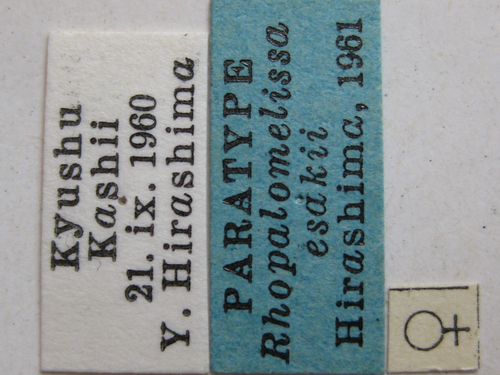 Kyushu
Kashii
21. ix. 1960
Y. Hirashima
PARATYPE
Rhopalomelissa
esakii
Hirashima, 1961
♀